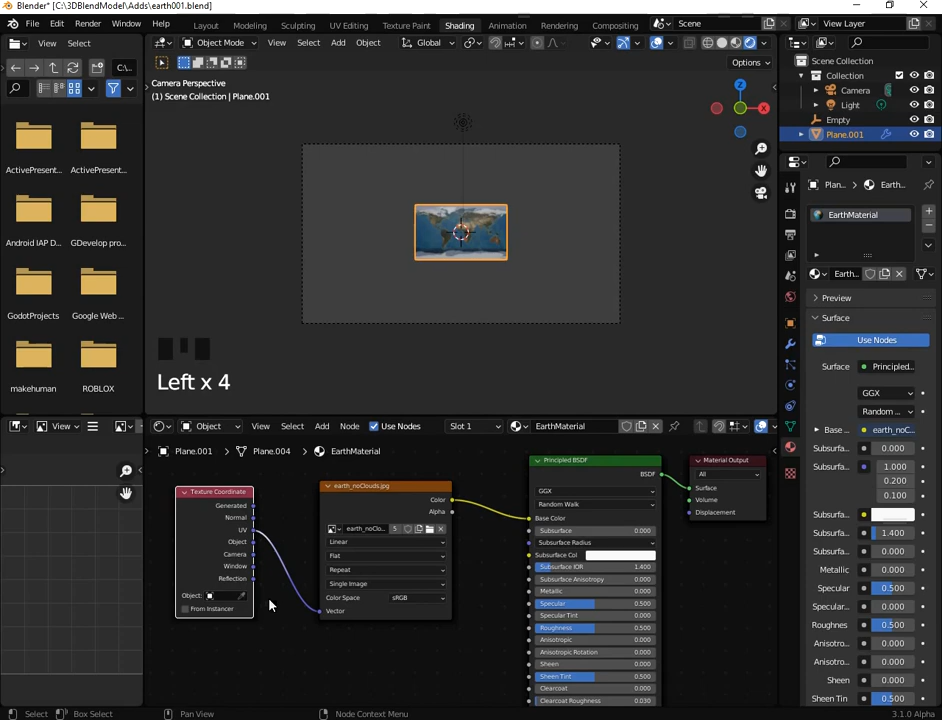 Blender* [C:\3DBlendModel\Adds\earth001.blend]
File Edit Render Window Help Layout Modeling Sculpting UV Editing Texture Paint Shading Animation Rendering Compositing Scene View Layer
View Select
C:\...
Object Mode View Select Add Object Global
Options
ActivePresent... ActivePresent...
Android IAP D... GDevelop pro...
GodotProjects Google Web ...
makehuman ROBLOX
Camera Perspective
(1) Scene Collection | Plane.001
Z
X
Left x 4
Scene Collection
Collection
Camera
Light
Empty
Plane.001
Plan... > Earth...
EarthMaterial
Earth...
Preview
Surface
Use Nodes
Surface Principled...
GGX
Random ...
Base ... earth_noC...
Subsurfa... 0.000
Subsurfa... 1.000
0.200
0.100
Subsurfa...
Subsurfa... 1.400
Subsurfa... 0.000
Metallic 0.000
Specular 0.500
Specular... 0.000
Roughnes 0.500
Anisotro... 0.000
Anisotro... 0.000
Sheen 0.000
Sheen Tin 0.500
View
Object View Select Add Node Use Nodes Slot 1 EarthMaterial
Plane.001 > Plane.004 > EarthMaterial
Texture Coordinate
Generated
Normal
UV
Object
Camera
Window
Reflection
Object:
From Instancer
earth_noClouds.jpg
Color
Alpha
earth_noClo... 5
Linear
Flat
Repeat
Single Image
Color Space sRGB
Vector
Principled BSDF
BSDF
GGX
Random Walk
Base Color
Subsurface 0.000
Subsurface Radius
Subsurface Col
Subsurface IOR 1.400
Subsurface Anisotropy 0.000
Metallic 0.000
Specular 0.500
Specular Tint 0.000
Roughness 0.500
Anisotropic 0.000
Anisotropic Rotation 0.000
Sheen 0.000
Sheen Tint 0.500
Clearcoat 0.000
Clearcoat Roughness 0.030
Material Output
All
Surface
Volume
Displacement
Select Box Select Pan View Node Context Menu 3.1.0 Alpha